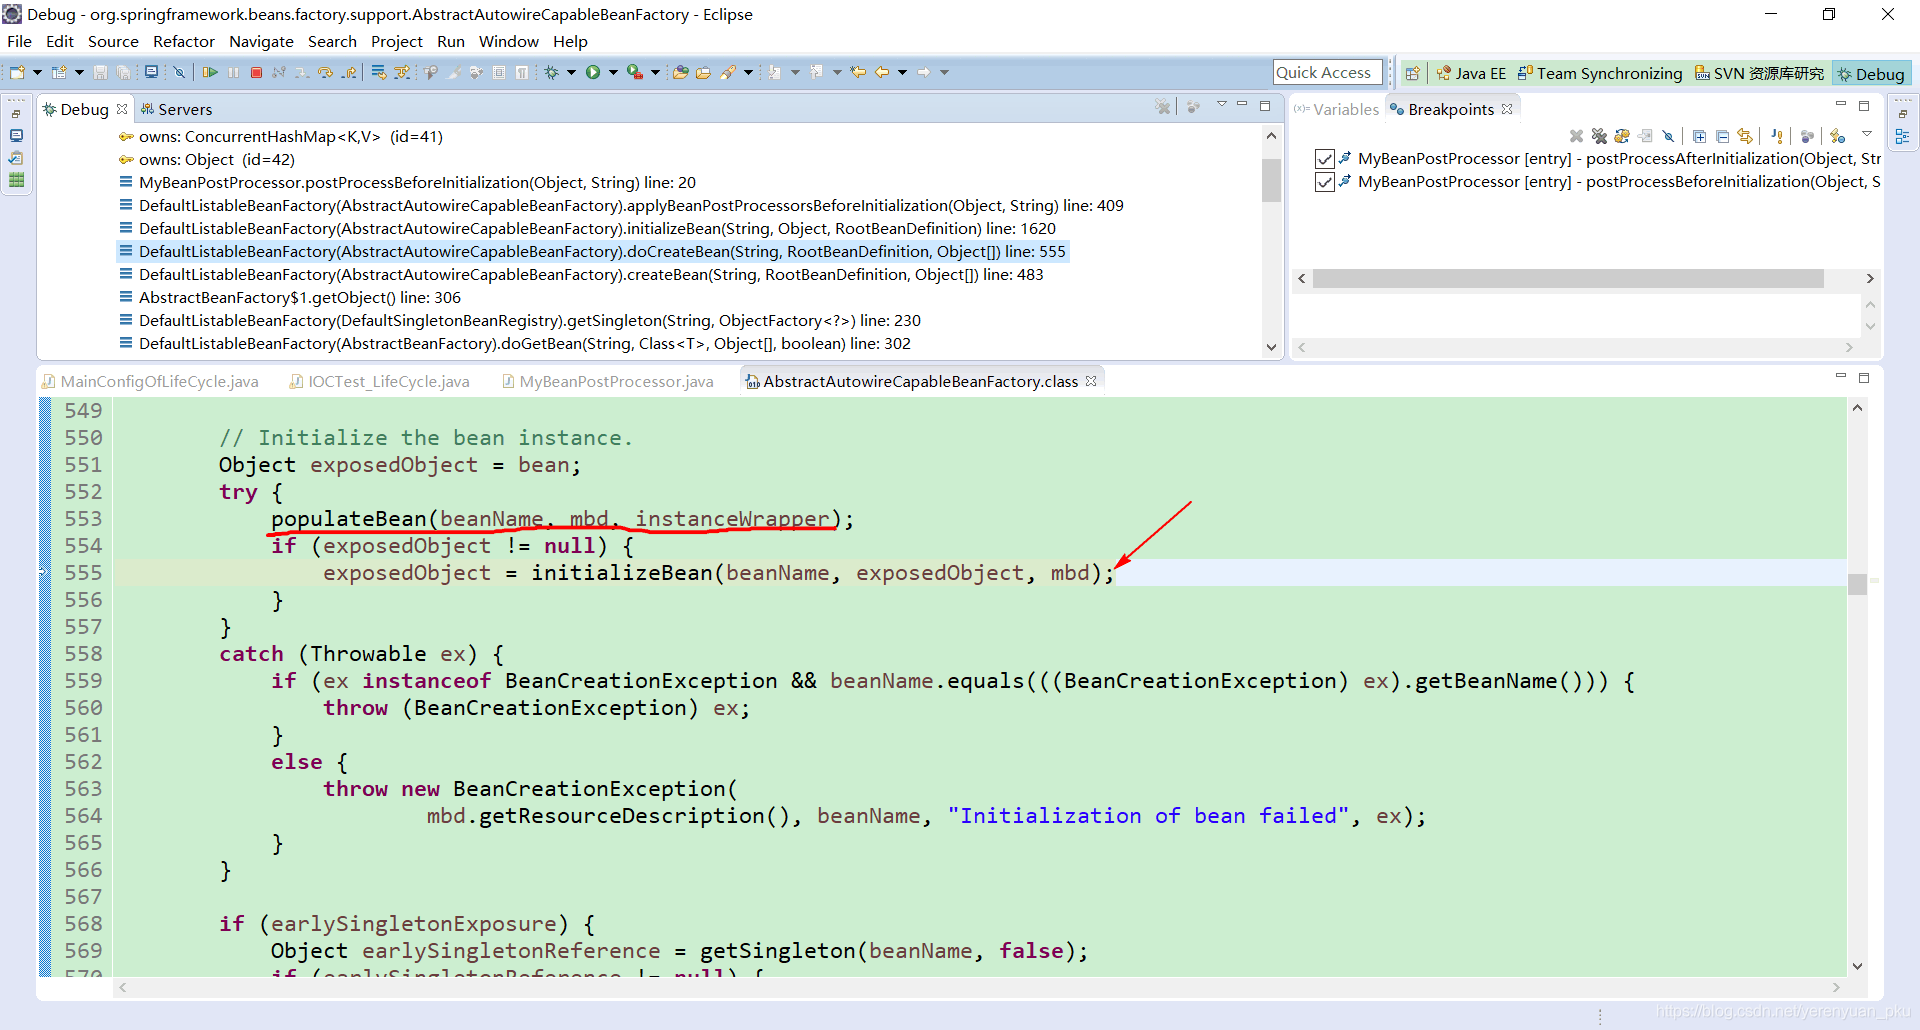 Debug - org.springframework.beans.factory.support.AbstractAutowireCapableBeanFactory - Eclipse
File Edit Source Refactor Navigate Search Project Run Window Help
Quick Access
Java EE
Team Synchronizing
SVN 资源库研究
Debug
Debug
Servers
owns: ConcurrentHashMap<K,V> (id=41)
owns: Object (id=42)
MyBeanPostProcessor.postProcessBeforeInitialization(Object, String) line: 20
DefaultListableBeanFactory(AbstractAutowireCapableBeanFactory).applyBeanPostProcessorsBeforeInitialization(Object, String) line: 409
DefaultListableBeanFactory(AbstractAutowireCapableBeanFactory).initializeBean(String, Object, RootBeanDefinition) line: 1620
DefaultListableBeanFactory(AbstractAutowireCapableBeanFactory).doCreateBean(String, RootBeanDefinition, Object[]) line: 555
DefaultListableBeanFactory(AbstractAutowireCapableBeanFactory).createBean(String, RootBeanDefinition, Object[]) line: 483
AbstractBeanFactory$1.getObject() line: 306
DefaultListableBeanFactory(DefaultSingletonBeanRegistry).getSingleton(String, ObjectFactory<?>) line: 230
DefaultListableBeanFactory(AbstractBeanFactory).doGetBean(String, Class<T>, Object[], boolean) line: 302
(x)= Variables
Breakpoints
MyBeanPostProcessor [entry] - postProcessAfterInitialization(Object, Str
MyBeanPostProcessor [entry] - postProcessBeforeInitialization(Object, S
MainConfigOfLifeCycle.java
IOCTest_LifeCycle.java
MyBeanPostProcessor.java
AbstractAutowireCapableBeanFactory.class
549
550 // Initialize the bean instance.
551 Object exposedObject = bean;
552 try {
553 populateBean(beanName, mbd, instanceWrapper);
554 if (exposedObject != null) {
555 exposedObject = initializeBean(beanName, exposedObject, mbd);
556 }
557 }
558 catch (Throwable ex) {
559 if (ex instanceof BeanCreationException && beanName.equals(((BeanCreationException) ex).getBeanName())) {
560 throw (BeanCreationException) ex;
561 }
562 else {
563 throw new BeanCreationException(
564 mbd.getResourceDescription(), beanName, "Initialization of bean failed", ex);
565 }
566 }
567
568 if (earlySingletonExposure) {
569 Object earlySingletonReference = getSingleton(beanName, false);
570 if (earlySingletonReference != null) {
https://blog.csdn.net/yerenyuan_pku